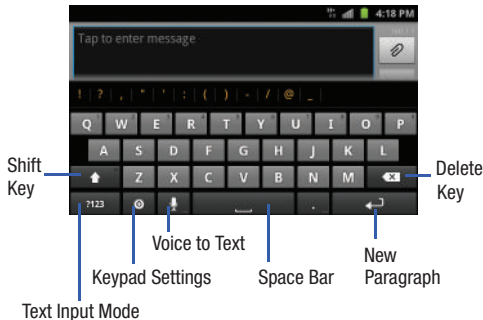 4:18 PM
Tap to enter message
! ? , " ' : ( ) - / @ _
Q W E R T Y U I O P
A S D F G H J K L
Z X C V B N M
?123 .
Shift Key
Delete Key
Voice to Text
New Paragraph
Keypad Settings
Space Bar
Text Input Mode